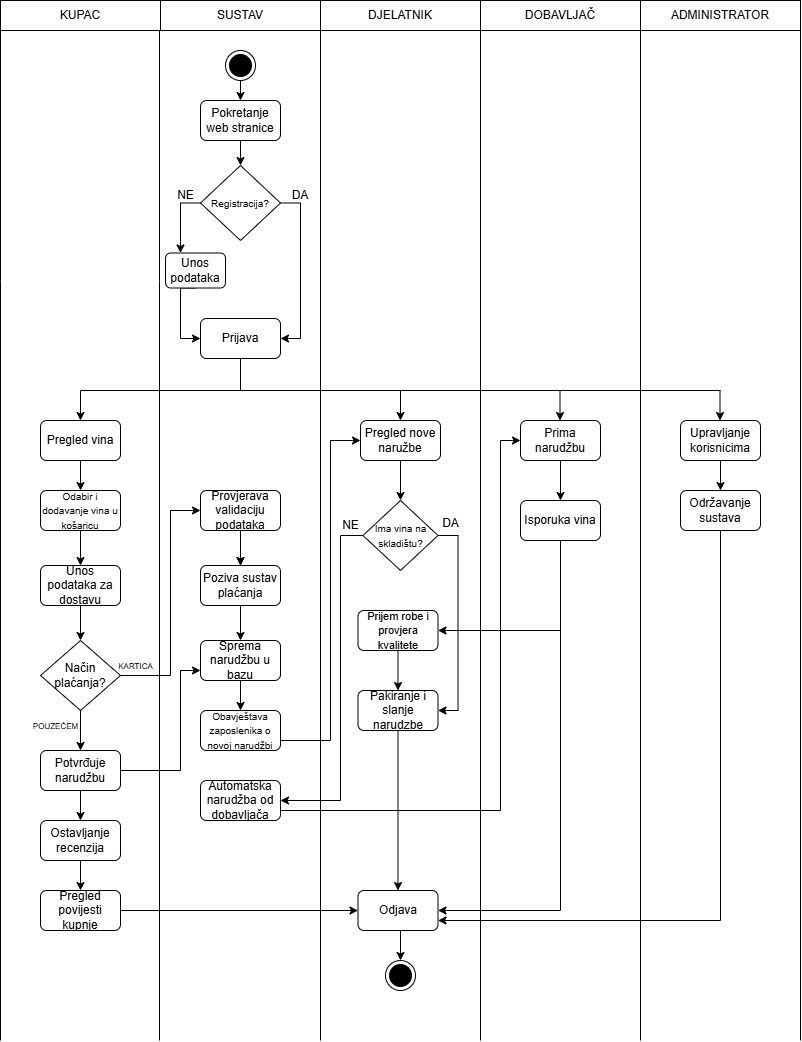 KUPAC
SUSTAV
DJELATNIK
DOBAVLJAČ
ADMINISTRATOR
Pokretanje
web stranice
NE
Registracija?
DA
Unos
podataka
Prijava
Pregled vina
Odabir i
dodavanje vina u
košaricu
Unos
podataka za
dostavu
Način
plaćanja?
KARTICA
POUZEĆEM
Potvrđuje
narudžbu
Ostavljanje
recenzija
Pregled
povijesti
kupnje
Provjerava
validaciju
podataka
Poziva sustav
plaćanja
Sprema
narudžbu u
bazu
Obavještava
zaposlenika o
novoj narudžbi
Automatska
narudžba od
dobavljača
Pregled nove
naružbe
NE
Ima vina na
skladištu?
DA
Prijem robe i
provjera
kvalitete
Pakiranje i
slanje
narudzbe
Odjava
Prima
narudžbu
Isporuka vina
Upravljanje
korisnicima
Održavanje
sustava